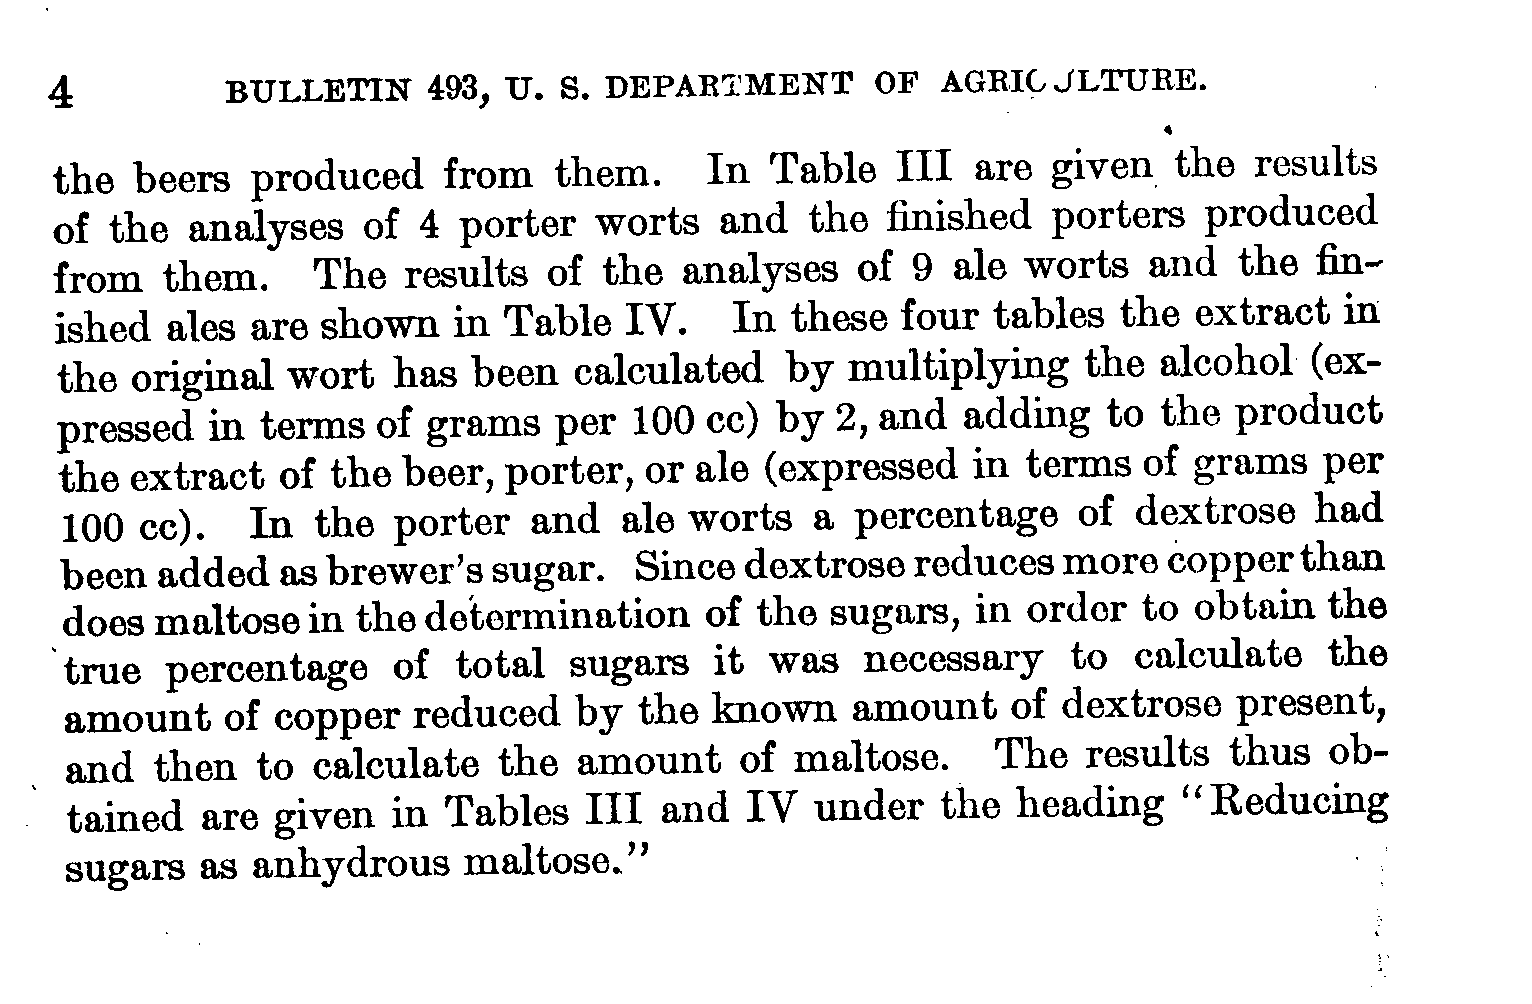 4 BULLETIN 493, U. S. DEPARTMENT OF AGRICULTURE.
the beers produced from them. In Table III are given the results
of the analyses of 4 porter worts and the finished porters produced
from them. The results of the analyses of 9 ale worts and the fin-
ished ales are shown in Table IV. In these four tables the extract in
the original wort has been calculated by multiplying the alcohol (ex-
pressed in terms of grams per 100 cc) by 2, and adding to the product
the extract of the beer, porter, or ale (expressed in terms of grams per
100 cc). In the porter and ale worts a percentage of dextrose had
been added as brewer's sugar. Since dextrose reduces more copper than
does maltose in the determination of the sugars, in order to obtain the
true percentage of total sugars it was necessary to calculate the
amount of copper reduced by the known amount of dextrose present,
and then to calculate the amount of maltose. The results thus ob-
tained are given in Tables III and IV under the heading "Reducing
sugars as anhydrous maltose."